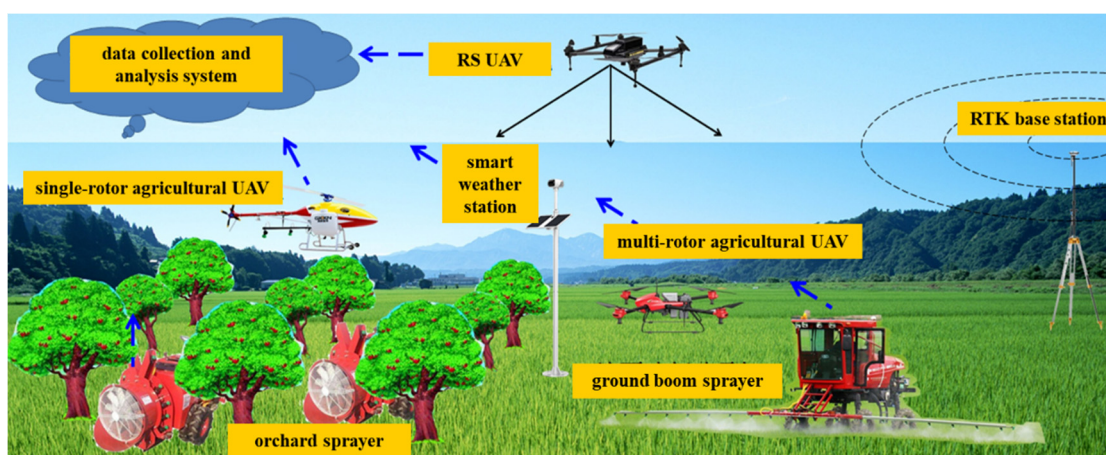 data collection and
analysis system
RS UAV
RTK base station
smart
weather
station
single-rotor agricultural UAV
multi-rotor agricultural UAV
ground boom sprayer
orchard sprayer